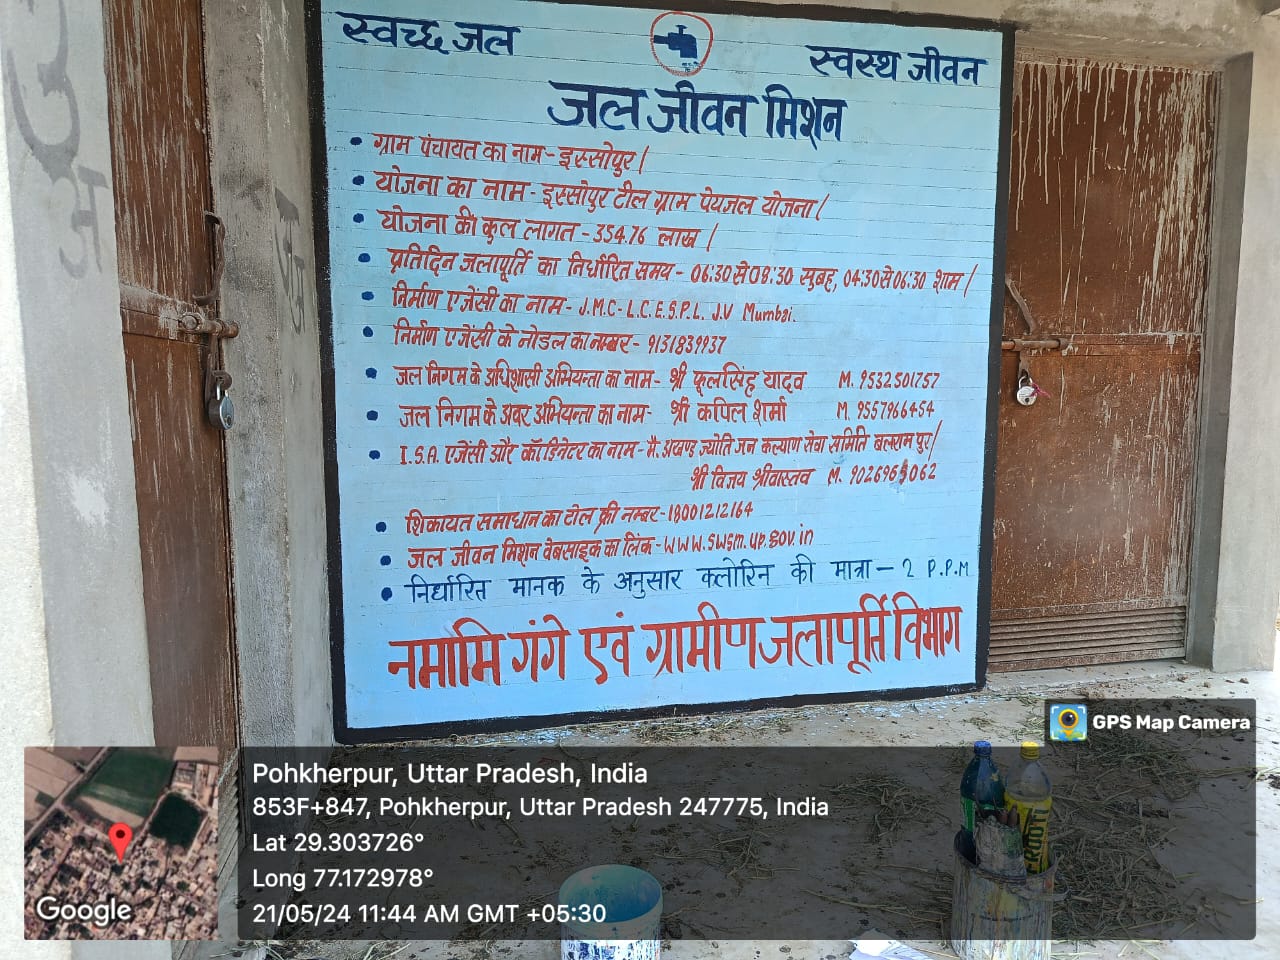 स्वच्छ जल
स्वस्थ जीवन
जल जीवन मिशन
• ग्राम पंचायत का नाम - इस्सोपुर /
• योजना का नाम - इस्सोपुर टील ग्राम पेयजल योजना /
• योजना की कुल लागत - 354.76 लाख /
• प्रतिदिन जलापूर्ति का निर्धारित समय - 06:30 से 08:30 सुबह, 04:30 से 06:30 शाम /
• निर्माण एजेंसी का नाम - J.M.C - L.C.E.S.P.L. J.V Mumbai.
• निर्माण एजेंसी के नोडल का नम्बर - 9131839937
• जल निगम के अधिशासी अभियन्ता का नाम - श्री फूलसिंह यादव M. 9532501757
• जल निगम के अवर अभियन्ता का नाम - श्री कपिल शर्मा M. 9557966454
• I.S.A. एजेंसी और कॉडिनेटर का नाम - मै. अखण्ड ज्योति जन कल्याण सेवा समिति बलराम पुर /
श्री विजय श्रीवास्तव M.
• शिकायत समाधान का टोल फ्री नम्बर - 18001212164
• जल जीवन मिशन वेबसाइक का लिंक - www.swsm.up.gov.in
• निर्धारित मानक के अनुसार क्लोरिन की मात्रा - 2 P.P.M
नमामि गंगे एवं ग्रामीण जलापूर्ति विभाग
GPS Map Camera
Pohkherpur, Uttar Pradesh, India
853F+847, Pohkherpur, Uttar Pradesh 247775, India
Lat 29.303726°
Long 77.172978°
21/05/24 11:44 AM GMT +05:30
Google